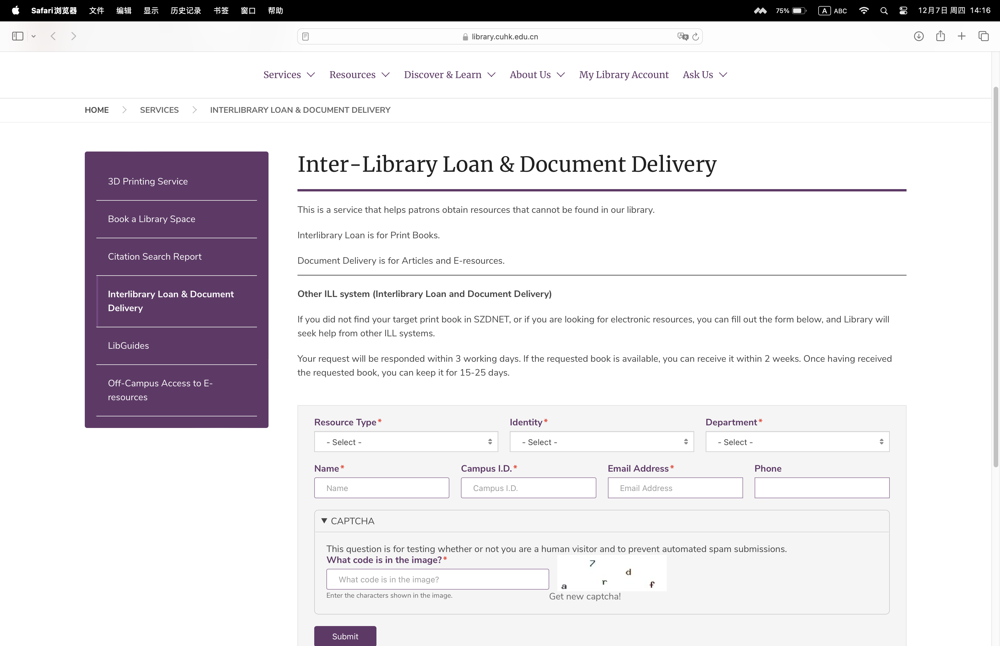 Safari浏览器 文件 编辑 显示 历史记录 书签 窗口 帮助 75% A ABC 12月7日 周四 14:16
library.cuhk.edu.cn
Services Resources Discover & Learn About Us My Library Account Ask Us
HOME SERVICES INTERLIBRARY LOAN & DOCUMENT DELIVERY
3D Printing Service
Book a Library Space
Citation Search Report
Interlibrary Loan & Document
Delivery
LibGuides
Off-Campus Access to E-
resources
Inter-Library Loan & Document Delivery
This is a service that helps patrons obtain resources that cannot be found in our library.
Interlibrary Loan is for Print Books.
Document Delivery is for Articles and E-resources.
Other ILL system (Interlibrary Loan and Document Delivery)
If you did not find your target print book in SZDNET, or if you are looking for electronic resources, you can fill out the form below, and Library will
seek help from other ILL systems.
Your request will be responded within 3 working days. If the requested book is available, you can receive it within 2 weeks. Once having received
the requested book, you can keep it for 15-25 days.
Resource Type* Identity* Department*
- Select - - Select - - Select -
Name* Campus I.D.* Email Address* Phone
Name Campus I.D. Email Address
CAPTCHA
This question is for testing whether or not you are a human visitor and to prevent automated spam submissions.
What code is in the image?*
What code is in the image?
a 7 r d f
Enter the characters shown in the image.
Get new captcha!
Submit